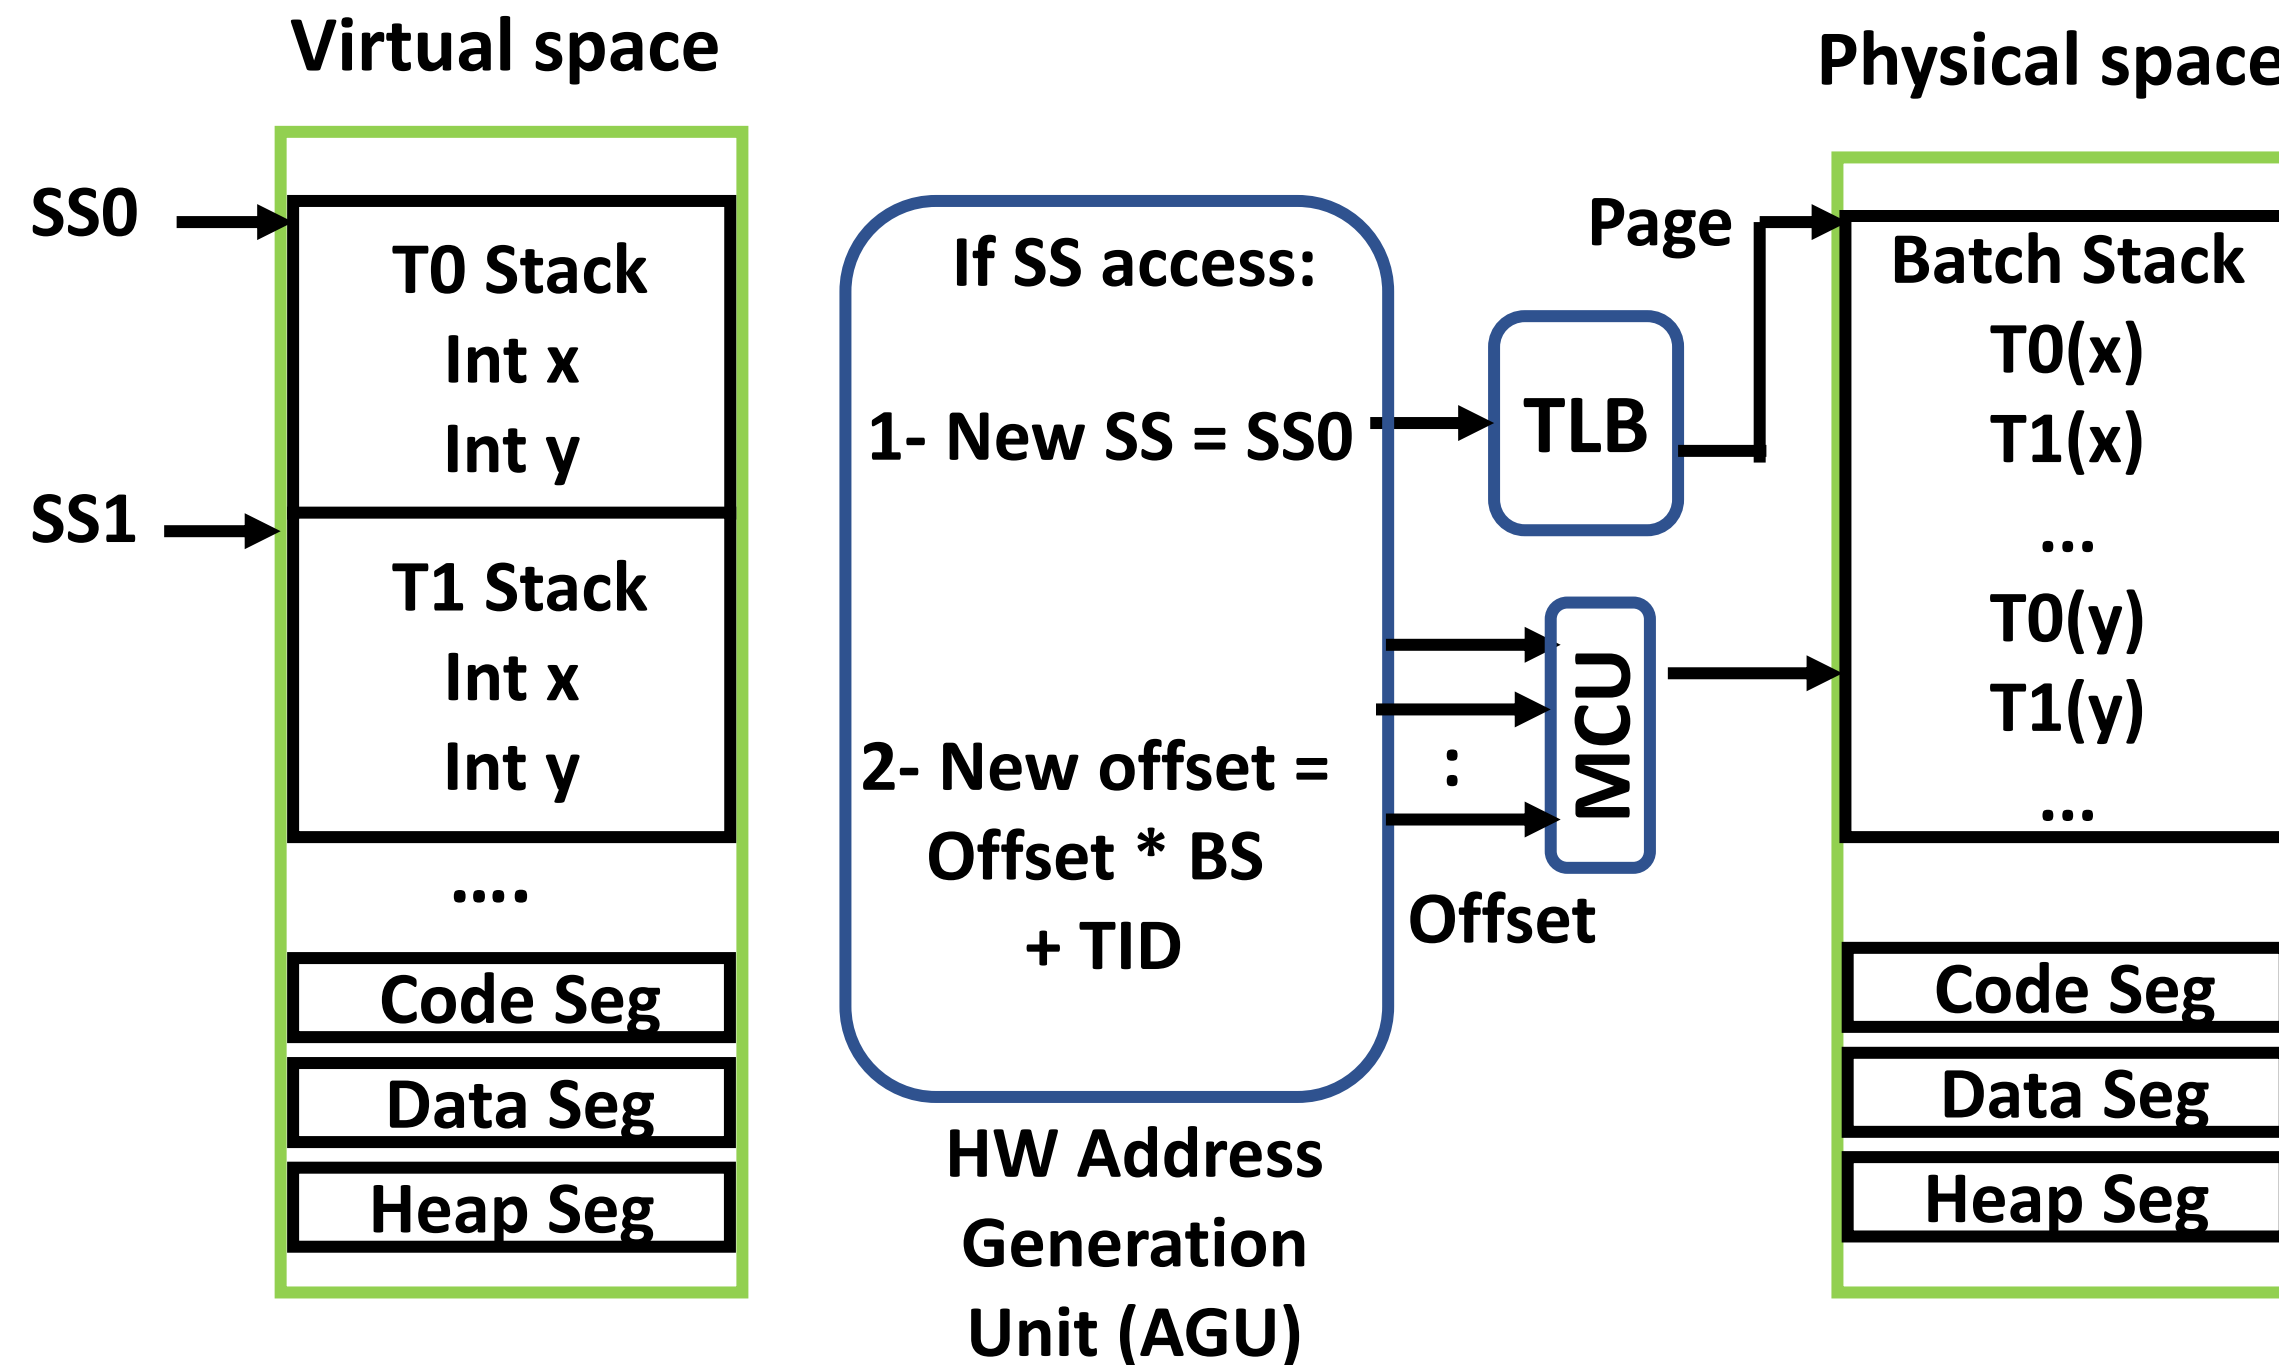 Virtual space
SS0
T0 Stack
Int x
Int y
SS1
T1 Stack
Int x
Int y
....
Code Seg
Data Seg
Heap Seg
If SS access:
1- New SS = SS0
2- New offset =
Offset * BS
+ TID
HW Address
Generation
Unit (AGU)
TLB
Page
MCU
:
Offset
Physical space
Batch Stack
T0(x)
T1(x)
...
T0(y)
T1(y)
...
Code Seg
Data Seg
Heap Seg